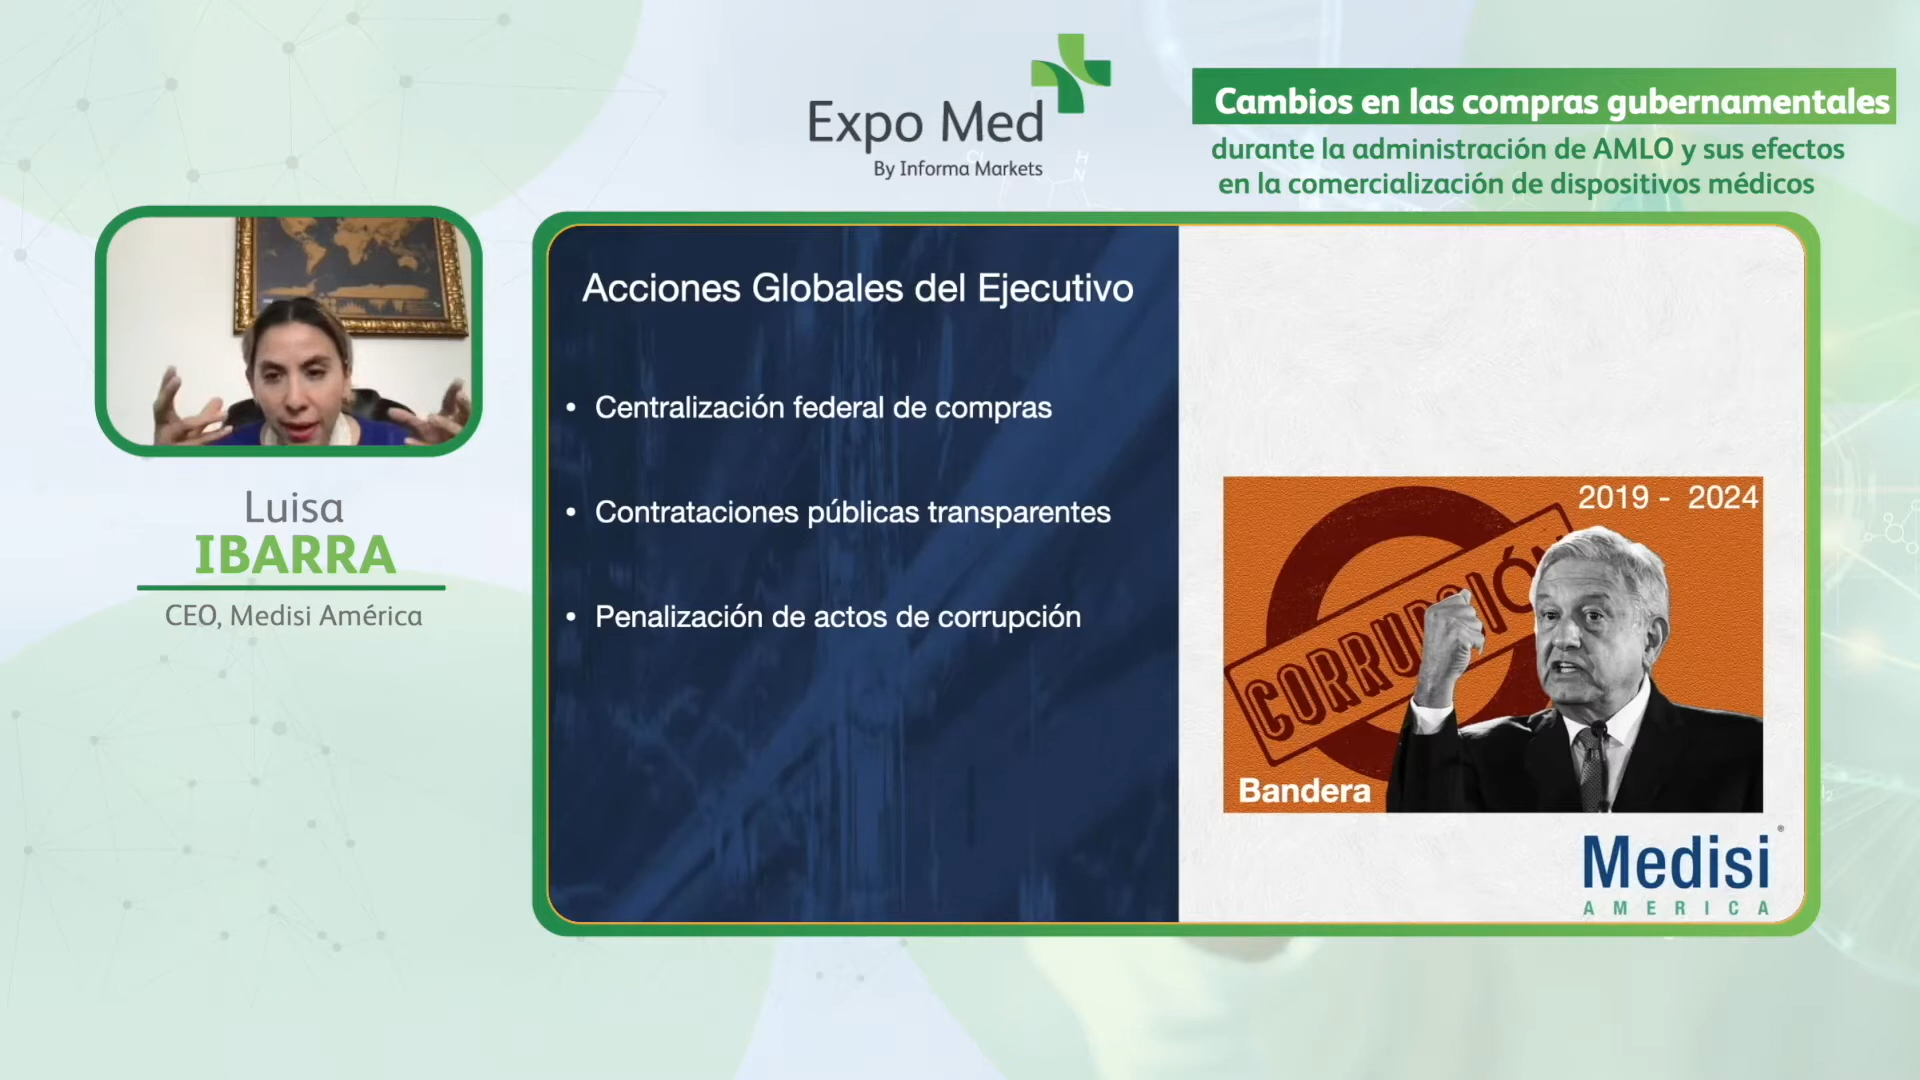 Expo Med
By Informa Markets
Cambios en las compras gubernamentales
durante la administración de AMLO y sus efectos
en la comercialización de dispositivos médicos
Luisa
IBARRA
CEO, Medisi América
Acciones Globales del Ejecutivo
• Centralización federal de compras
• Contrataciones públicas transparentes
• Penalización de actos de corrupción
2019 - 2024
CORRUPCIÓN
Bandera
Medisi®
AMERICA